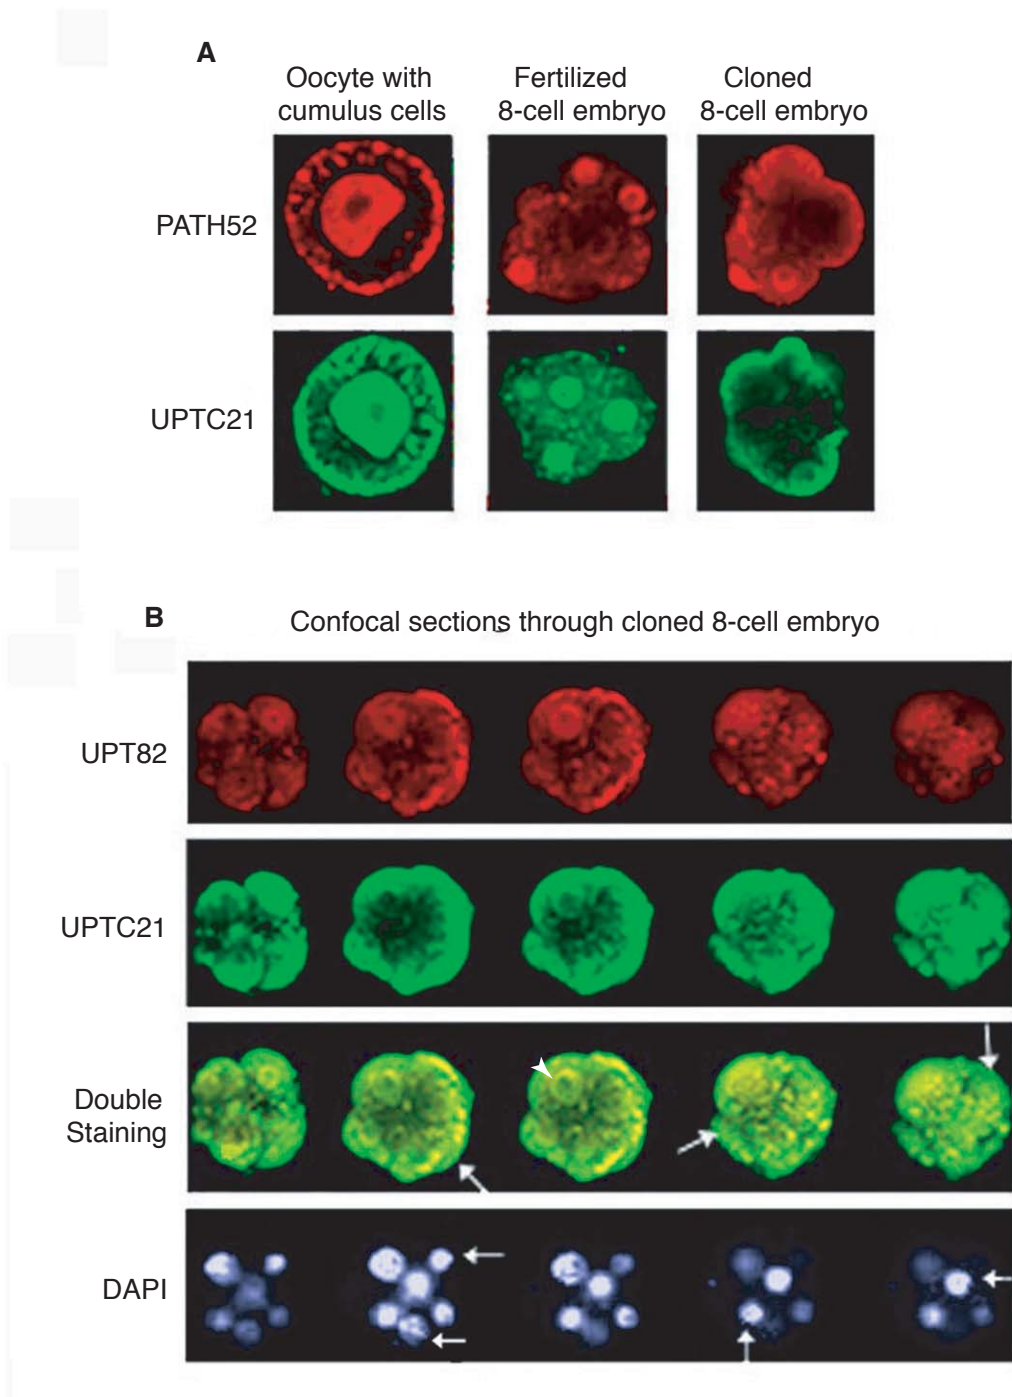 A
Oocyte with
cumulus cells
Fertilized
8-cell embryo
Cloned
8-cell embryo
PATH52
UPTC21
B
Confocal sections through cloned 8-cell embryo
UPT82
UPTC21
Double
Staining
DAPI